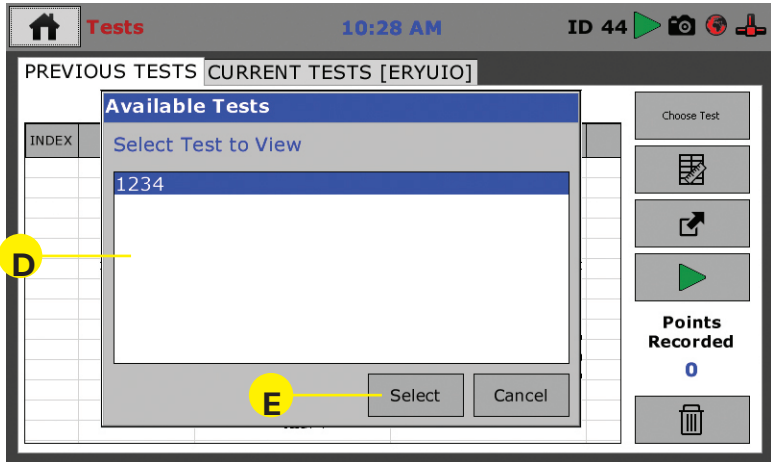 Tests 10:28 AM ID 44
PREVIOUS TESTS CURRENT TESTS [ERYUIO]
Available Tests
Choose Test
INDEX
Select Test to View
1234
D
Points
Recorded
0
E
Select Cancel